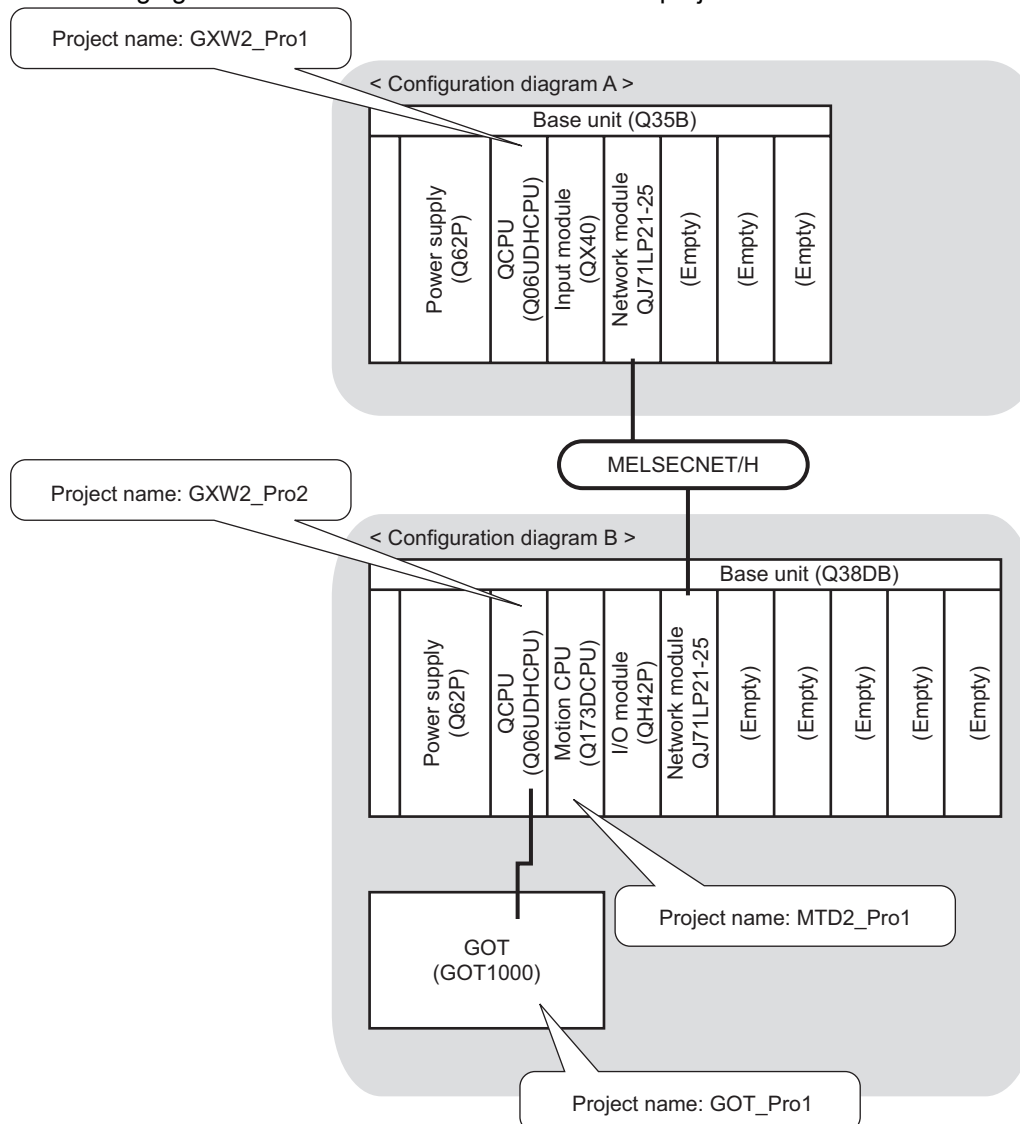 Project name: GXW2_Pro1
< Configuration diagram A >
Base unit (Q35B)
Power supply
(Q62P)
QCPU
(Q06UDHCPU)
Input module
(QX40)
Network module
QJ71LP21-25
(Empty)
(Empty)
(Empty)
MELSECNET/H
Project name: GXW2_Pro2
< Configuration diagram B >
Base unit (Q38DB)
Power supply
(Q62P)
QCPU
(Q06UDHCPU)
Motion CPU
(Q173DCPU)
I/O module
(QH42P)
Network module
QJ71LP21-25
(Empty)
(Empty)
(Empty)
(Empty)
(Empty)
Project name: MTD2_Pro1
GOT
(GOT1000)
Project name: GOT_Pro1